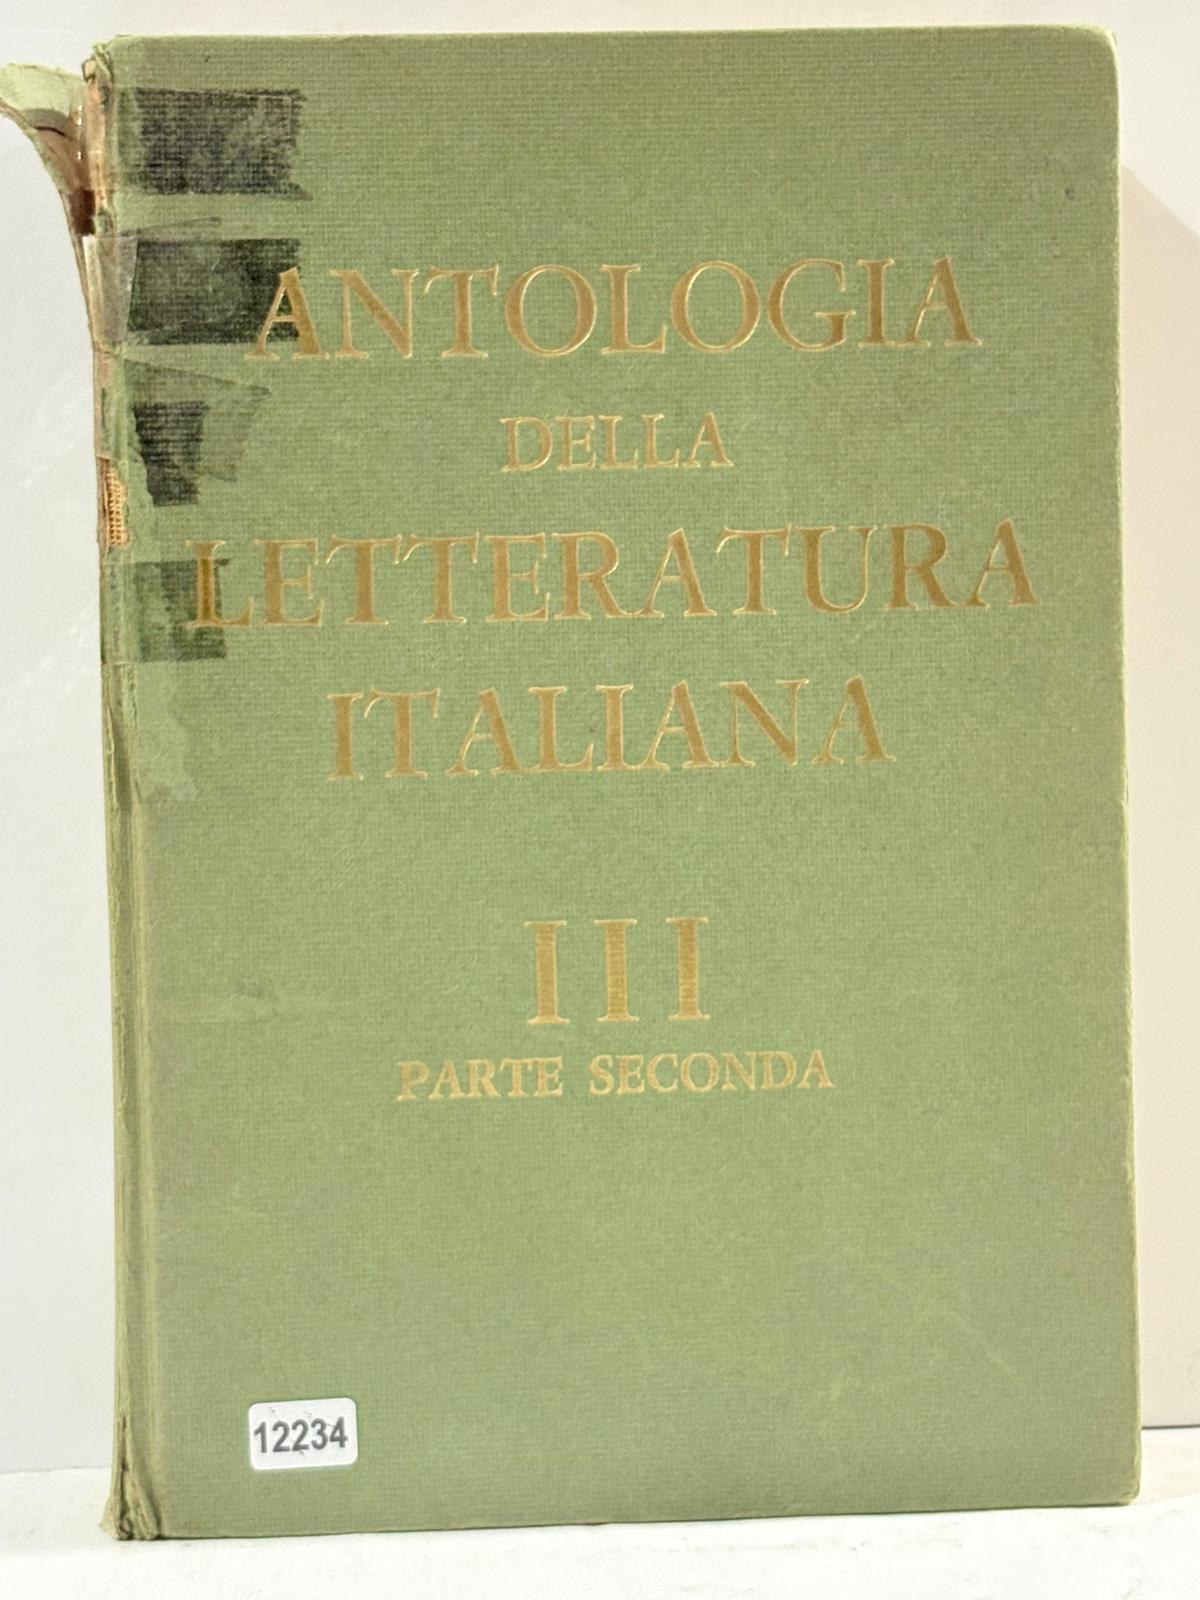 ANTOLOGIA
DELLA
LETTERATURA
ITALIANA
III
PARTE SECONDA
12234